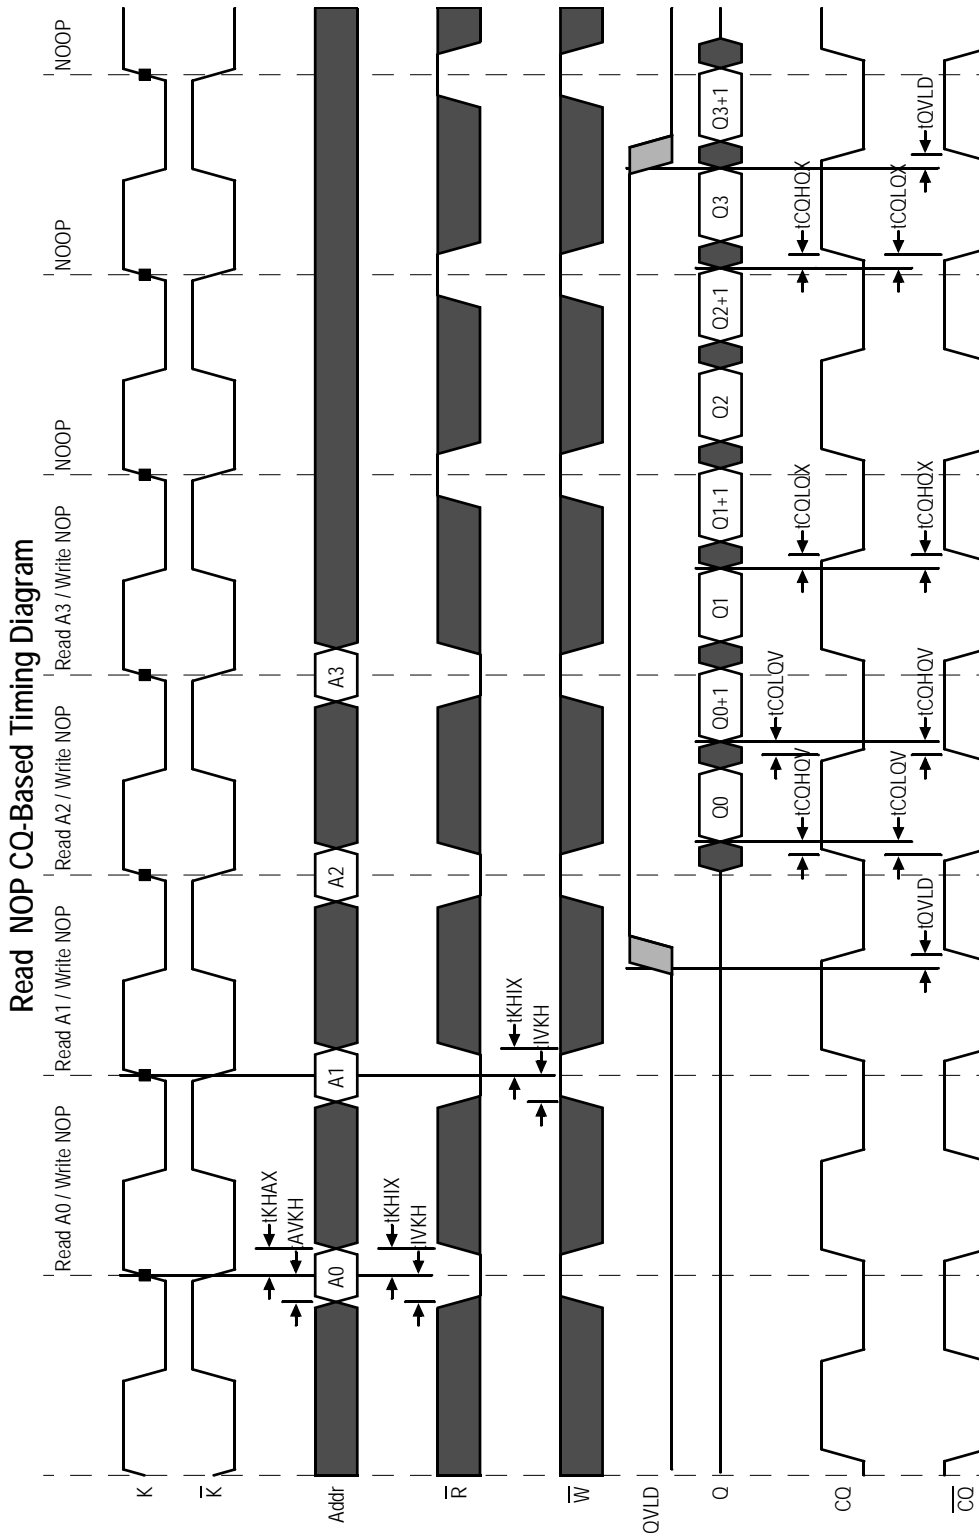 Read NOP CQ-Based Timing Diagram
Read A0 / Write NOP
Read A1 / Write NOP
Read A2 / Write NOP
Read A3 / Write NOP
NOOP
NOOP
NOOP
K
K
tKHAX
tAVKH
Addr
A0
A1
A2
A3
tKHIX
tIVKH
R
tKHIX
tIVKH
W
QVLD
Q
Q0
Q0+1
Q1
Q1+1
Q2
Q2+1
Q3
Q3+1
tCQLQV
tCQHQV
tCQLQX
tCQHQX
CQ
tCQLQV
tCQLQX
tQVLD
tCQHQV
tCQHQX
tQVLD
CQ